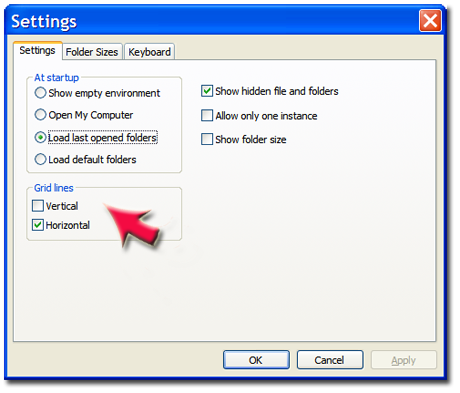 Settings
Settings Folder Sizes Keyboard
At startup
Show empty environment
Open My Computer
Load last opened folders
Load default folders
Show hidden file and folders
Allow only one instance
Show folder size
Grid lines
Vertical
Horizontal
OK Cancel Apply